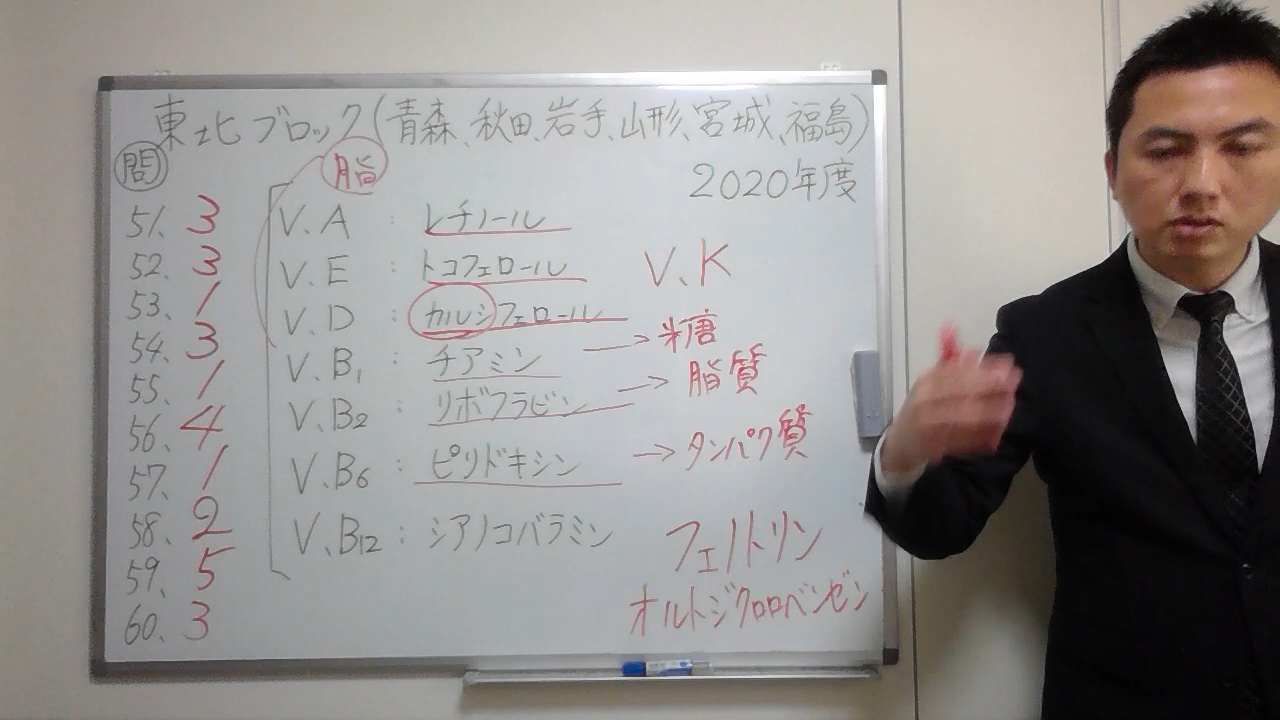 東北ブロック(青森、秋田、岩手、山形、宮城、福島)
2020年度
問
脂
51. 3
52、3
53、1
54、3
55、1
56、4
57、1
58、2
59、5
60、3
V.A : レチノール
V.E : トコフェロール
V.K
V.D : カルシフェロール
V.B1 : チアミン → 糖
V.B2 : リボフラビン → 脂質
V.B6 : ピリドキシン → タンパク質
V.B12 : シアノコバラミン
フェノトリン
オルトジクロロベンゼン